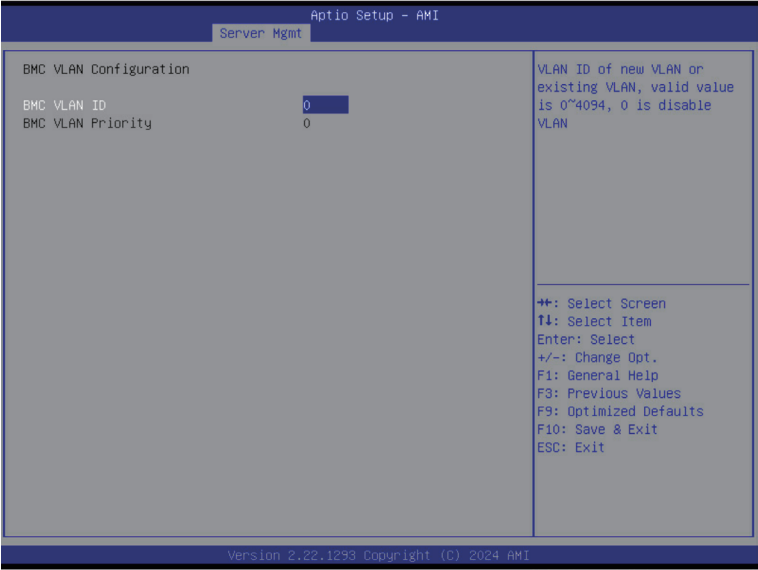 Aptio Setup – AMI
Server Mgmt
BMC VLAN Configuration
BMC VLAN ID 0
BMC VLAN Priority 0
VLAN ID of new VLAN or
existing VLAN, valid value
is 0~4094, 0 is disable
VLAN
→←: Select Screen
↑↓: Select Item
Enter: Select
+/-: Change Opt.
F1: General Help
F3: Previous Values
F9: Optimized Defaults
F10: Save & Exit
ESC: Exit
Version 2.22.1293 Copyright (C) 2024 AMI